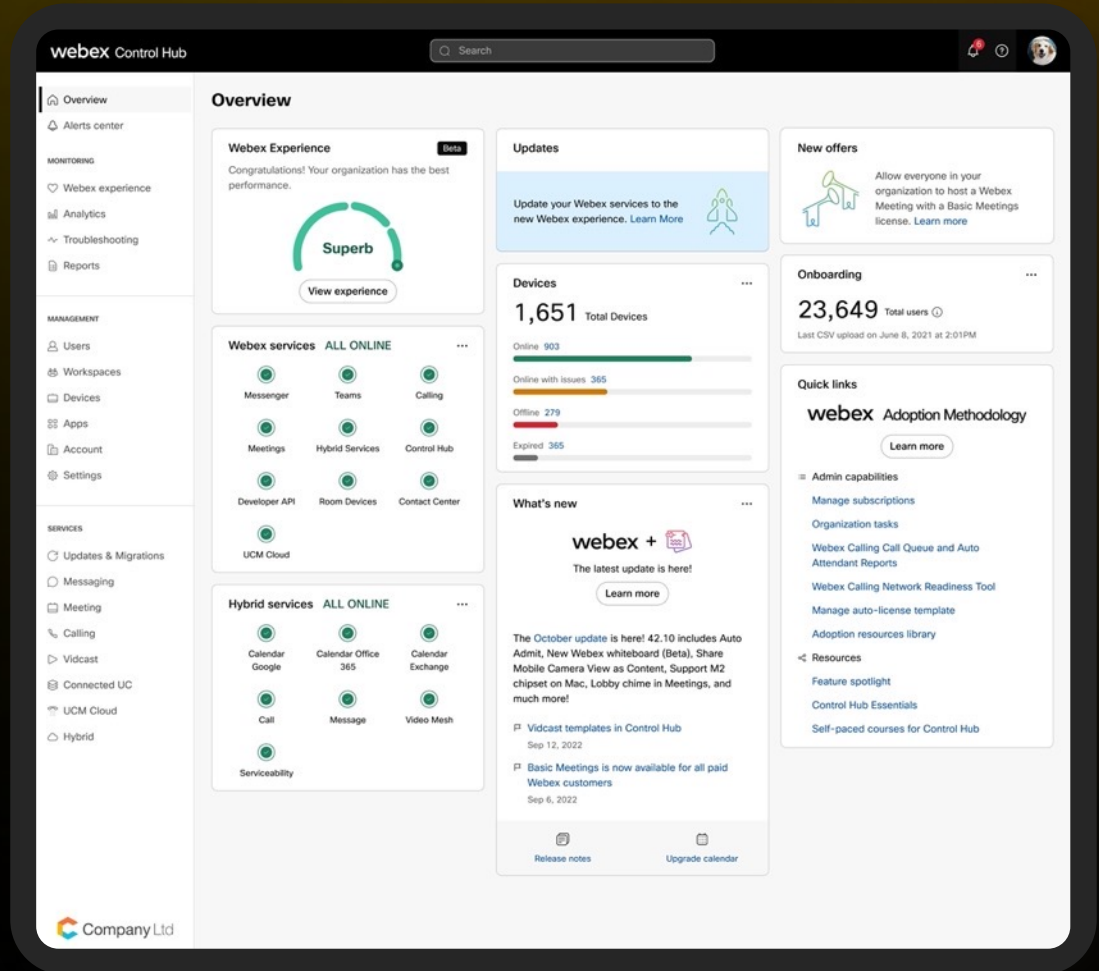 webex Control Hub
Search
Overview
Alerts center
MONITORING
Webex experience
Analytics
Troubleshooting
Reports
MANAGEMENT
Users
Workspaces
Devices
Apps
Account
Settings
SERVICES
Updates & Migrations
Messaging
Meeting
Calling
Vidcast
Connected UC
UCM Cloud
Hybrid
Company Ltd
Overview
Webex Experience
Beta
Congratulations! Your organization has the best
performance.
Superb
View experience
Webex services ALL ONLINE
Messenger Teams Calling
Meetings Hybrid Services Control Hub
Developer API Room Devices Contact Center
UCM Cloud
Hybrid services ALL ONLINE
Calendar Calendar Office Calendar
Google 365 Exchange
Call Message Video Mesh
Serviceability
Updates
Update your Webex services to the
new Webex experience. Learn More
Devices
1,651 Total Devices
Online 903
Online with issues 365
Offline 279
Expired 365
What's new
webex +
The latest update is here!
Learn more
The October update is here! 42.10 includes Auto
Admit, New Webex whiteboard (Beta), Share
Mobile Camera View as Content, Support M2
chipset on Mac, Lobby chime in Meetings, and
much more!
Vidcast templates in Control Hub
Sep 12, 2022
Basic Meetings is now available for all paid
Webex customers
Sep 6, 2022
Release notes Upgrade calendar
New offers
Allow everyone in your
organization to host a Webex
Meeting with a Basic Meetings
license. Learn more
Onboarding
23,649 Total users
Last CSV upload on June 8, 2021 at 2:01PM
Quick links
webex Adoption Methodology
Learn more
Admin capabilities
Manage subscriptions
Organization tasks
Webex Calling Call Queue and Auto
Attendant Reports
Webex Calling Network Readiness Tool
Manage auto-license template
Adoption resources library
Resources
Feature spotlight
Control Hub Essentials
Self-paced courses for Control Hub